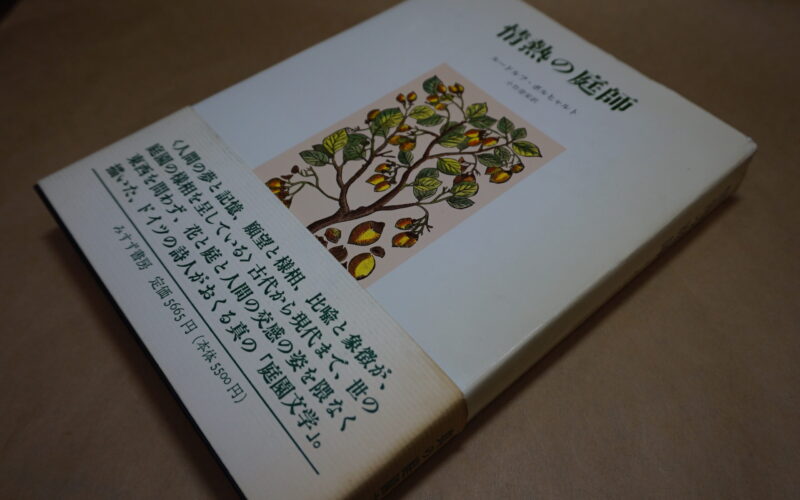 情熱の庭師
ルードルフ・ボルヒャルト
小竹澄栄訳
〈人間の夢と記憶、願望と様相、比喩と象徴が、
庭園の様相を呈している〉古代から現代まで、世の
東西を問わず、花と庭と人間の交感の姿を隈なく
描いた、ドイツの詩人がおくる真の「庭園文学」。
みすず書房 定価5665円(本体5500円)